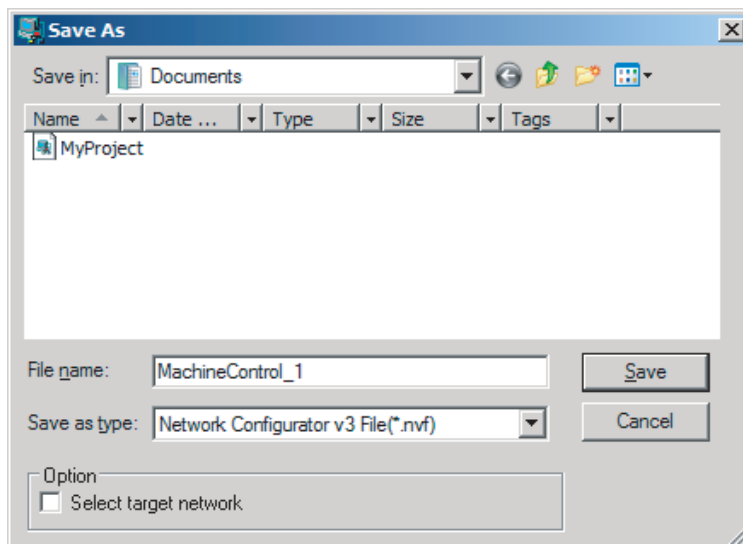 Save As
Save in: Documents
Name Date ... Type Size Tags
MyProject
File name: MachineControl_1 Save
Save as type: Network Configurator v3 File(*.nvf) Cancel
Option
Select target network